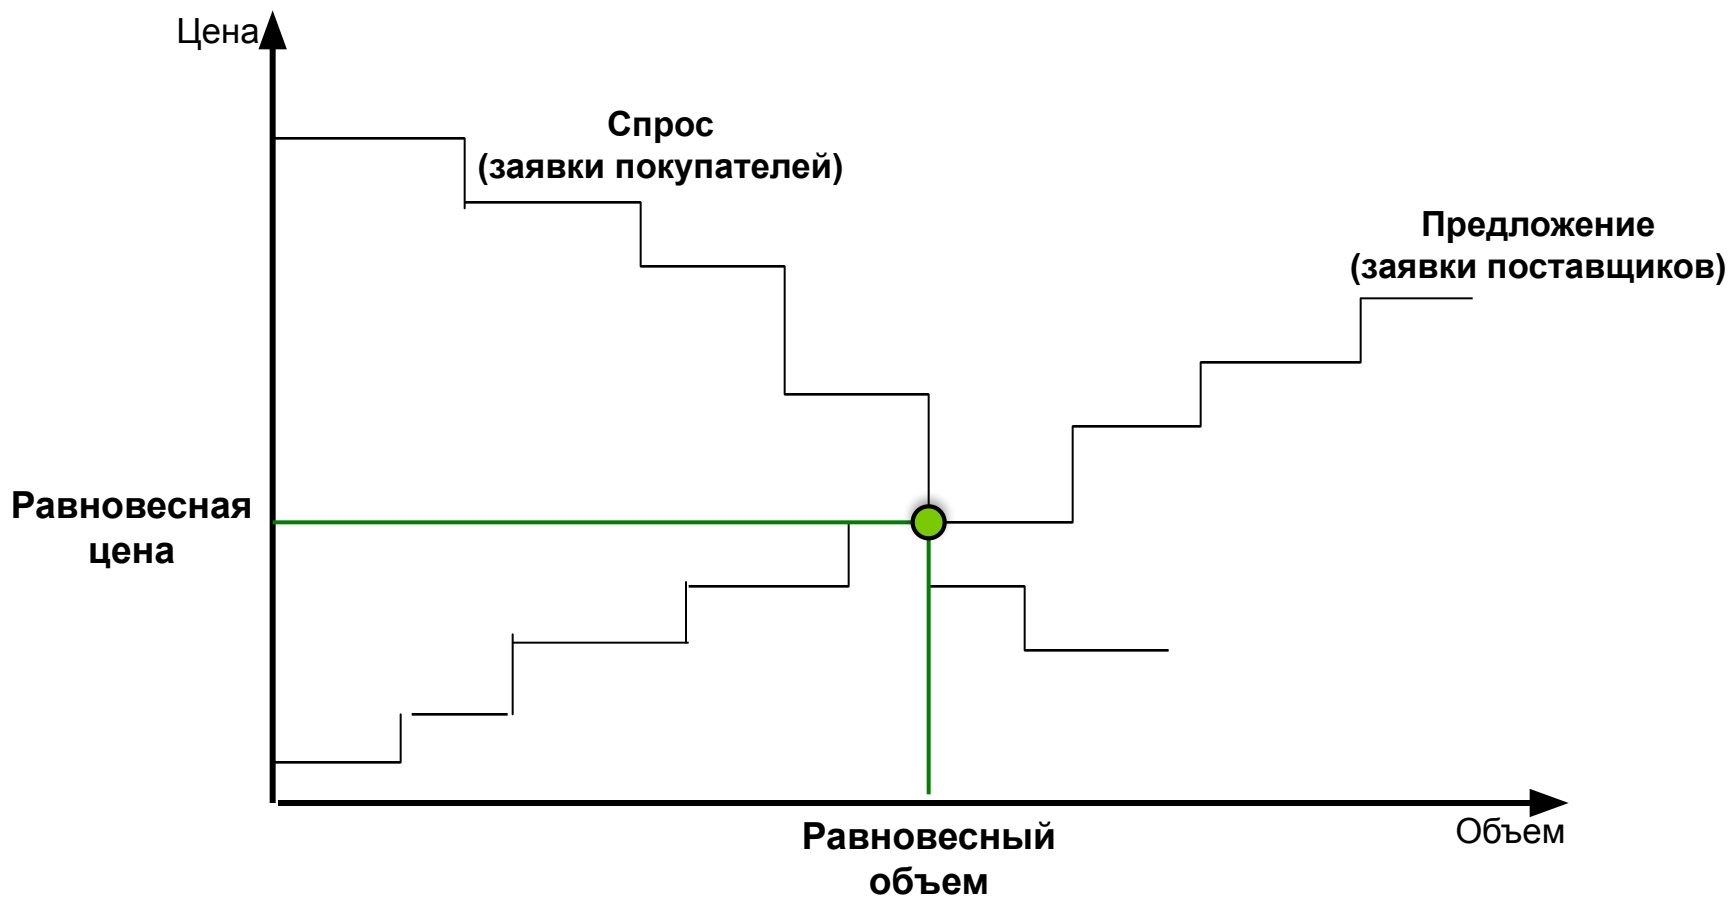 Цена
Спрос
(заявки покупателей)
Предложение
(заявки поставщиков)
Равновесная
цена
Объем
Равновесный
объем